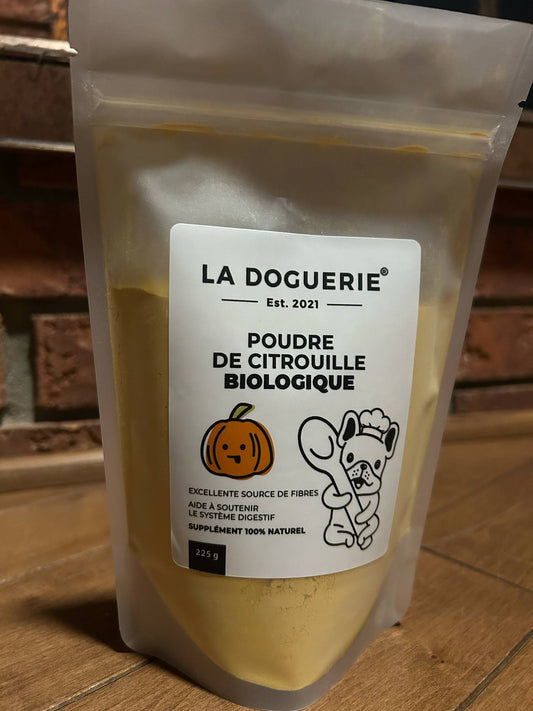 LA DOGUERIE®
Est. 2021
POUDRE
DE CITROUILLE
BIOLOGIQUE
EXCELLENTE SOURCE DE FIBRES
AIDE À SOUTENIR
LE SYSTÈME DIGESTIF
SUPPLÉMENT 100% NATUREL
225 g